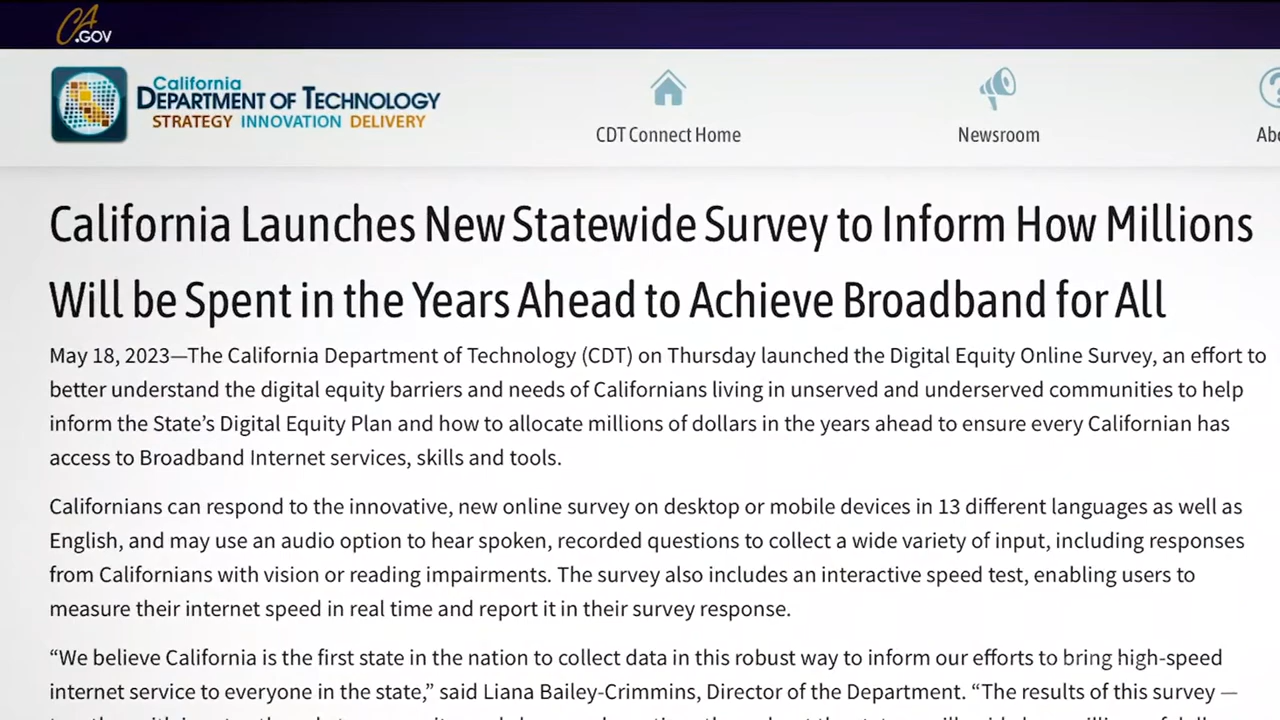 CA
.GOV
California
DEPARTMENT OF TECHNOLOGY
STRATEGY INNOVATION DELIVERY
CDT Connect Home
Newsroom
California Launches New Statewide Survey to Inform How Millions
Will be Spent in the Years Ahead to Achieve Broadband for All
May 18, 2023—The California Department of Technology (CDT) on Thursday launched the Digital Equity Online Survey, an effort to
better understand the digital equity barriers and needs of Californians living in unserved and underserved communities to help
inform the State’s Digital Equity Plan and how to allocate millions of dollars in the years ahead to ensure every Californian has
access to Broadband Internet services, skills and tools.
Californians can respond to the innovative, new online survey on desktop or mobile devices in 13 different languages as well as
English, and may use an audio option to hear spoken, recorded questions to collect a wide variety of input, including responses
from Californians with vision or reading impairments. The survey also includes an interactive speed test, enabling users to
measure their internet speed in real time and report it in their survey response.
“We believe California is the first state in the nation to collect data in this robust way to inform our efforts to bring high-speed
internet service to everyone in the state,” said Liana Bailey-Crimmins, Director of the Department. “The results of this survey —